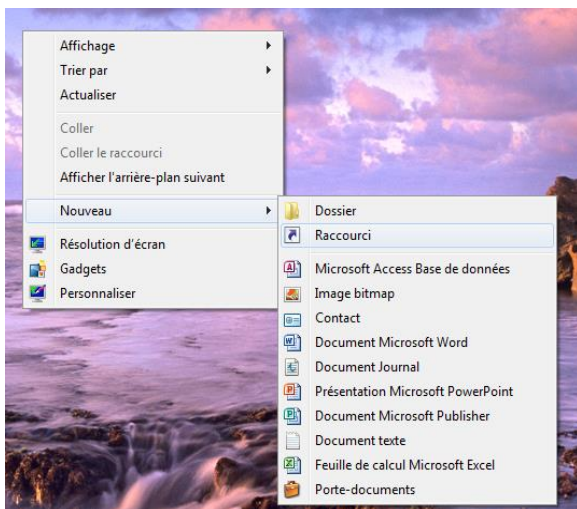 Affichage
Trier par
Actualiser
Coller
Coller le raccourci
Afficher l'arrière-plan suivant
Nouveau
Résolution d'écran
Gadgets
Personnaliser
Dossier
Raccourci
Microsoft Access Base de données
Image bitmap
Contact
Document Microsoft Word
Document Journal
Présentation Microsoft PowerPoint
Document Microsoft Publisher
Document texte
Feuille de calcul Microsoft Excel
Porte-documents